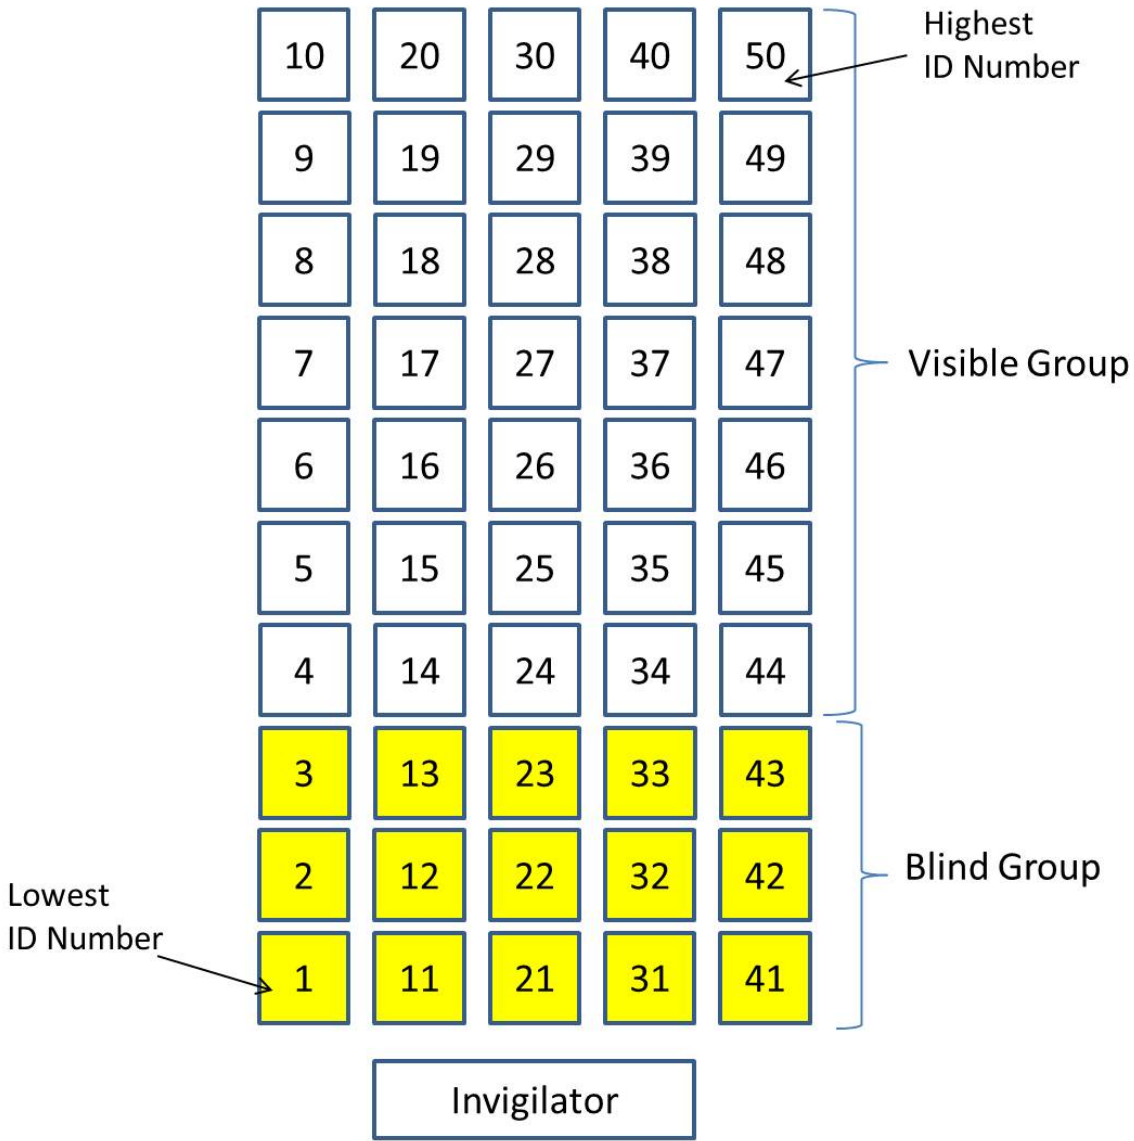 10 20 30 40 50
Highest
ID Number
9 19 29 39 49
8 18 28 38 48
7 17 27 37 47
Visible Group
6 16 26 36 46
5 15 25 35 45
4 14 24 34 44
3 13 23 33 43
2 12 22 32 42
Blind Group
Lowest
ID Number
1 11 21 31 41
Invigilator